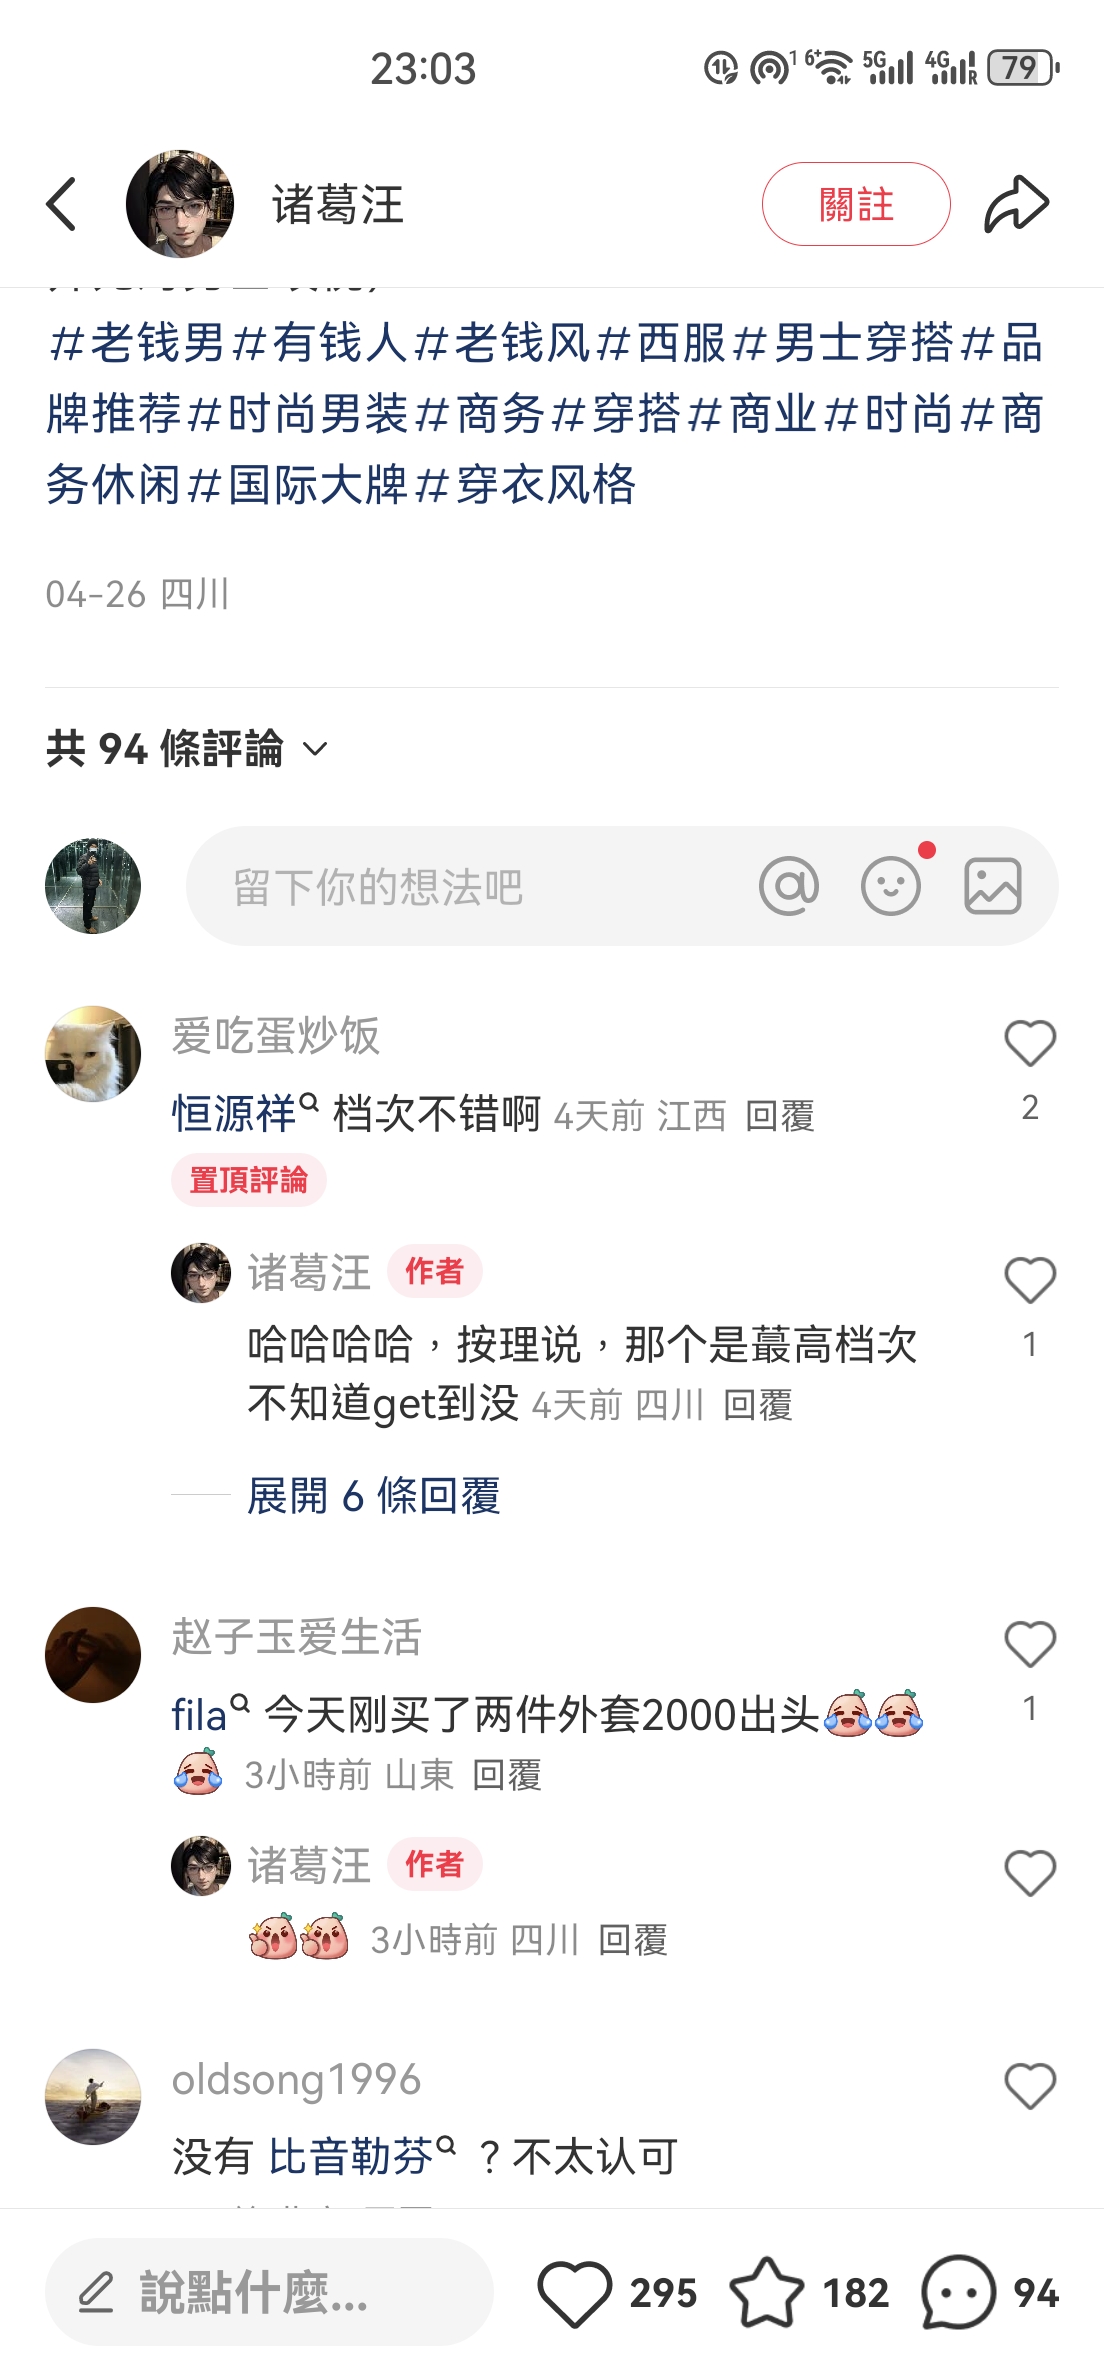 23:03
1 6+ 5G 4G R 79
诸葛汪
關註
#老钱男#有钱人#老钱风#西服#男士穿搭#品
牌推荐#时尚男装#商务#穿搭#商业#时尚#商
务休闲#国际大牌#穿衣风格
04-26 四川
共 94 條評論
留下你的想法吧
爱吃蛋炒饭
恒源祥 档次不错啊 4天前 江西 回覆
2
置頂評論
诸葛汪 作者
哈哈哈哈，按理说，那个是蕞高档次
1
不知道get到没 4天前 四川 回覆
展開 6 條回覆
赵子玉爱生活
fila 今天刚买了两件外套2000出头
1
3小時前 山東 回覆
诸葛汪 作者
3小時前 四川 回覆
oldsong1996
没有 比音勒芬 ？不太认可
說點什麼...
295
182
94